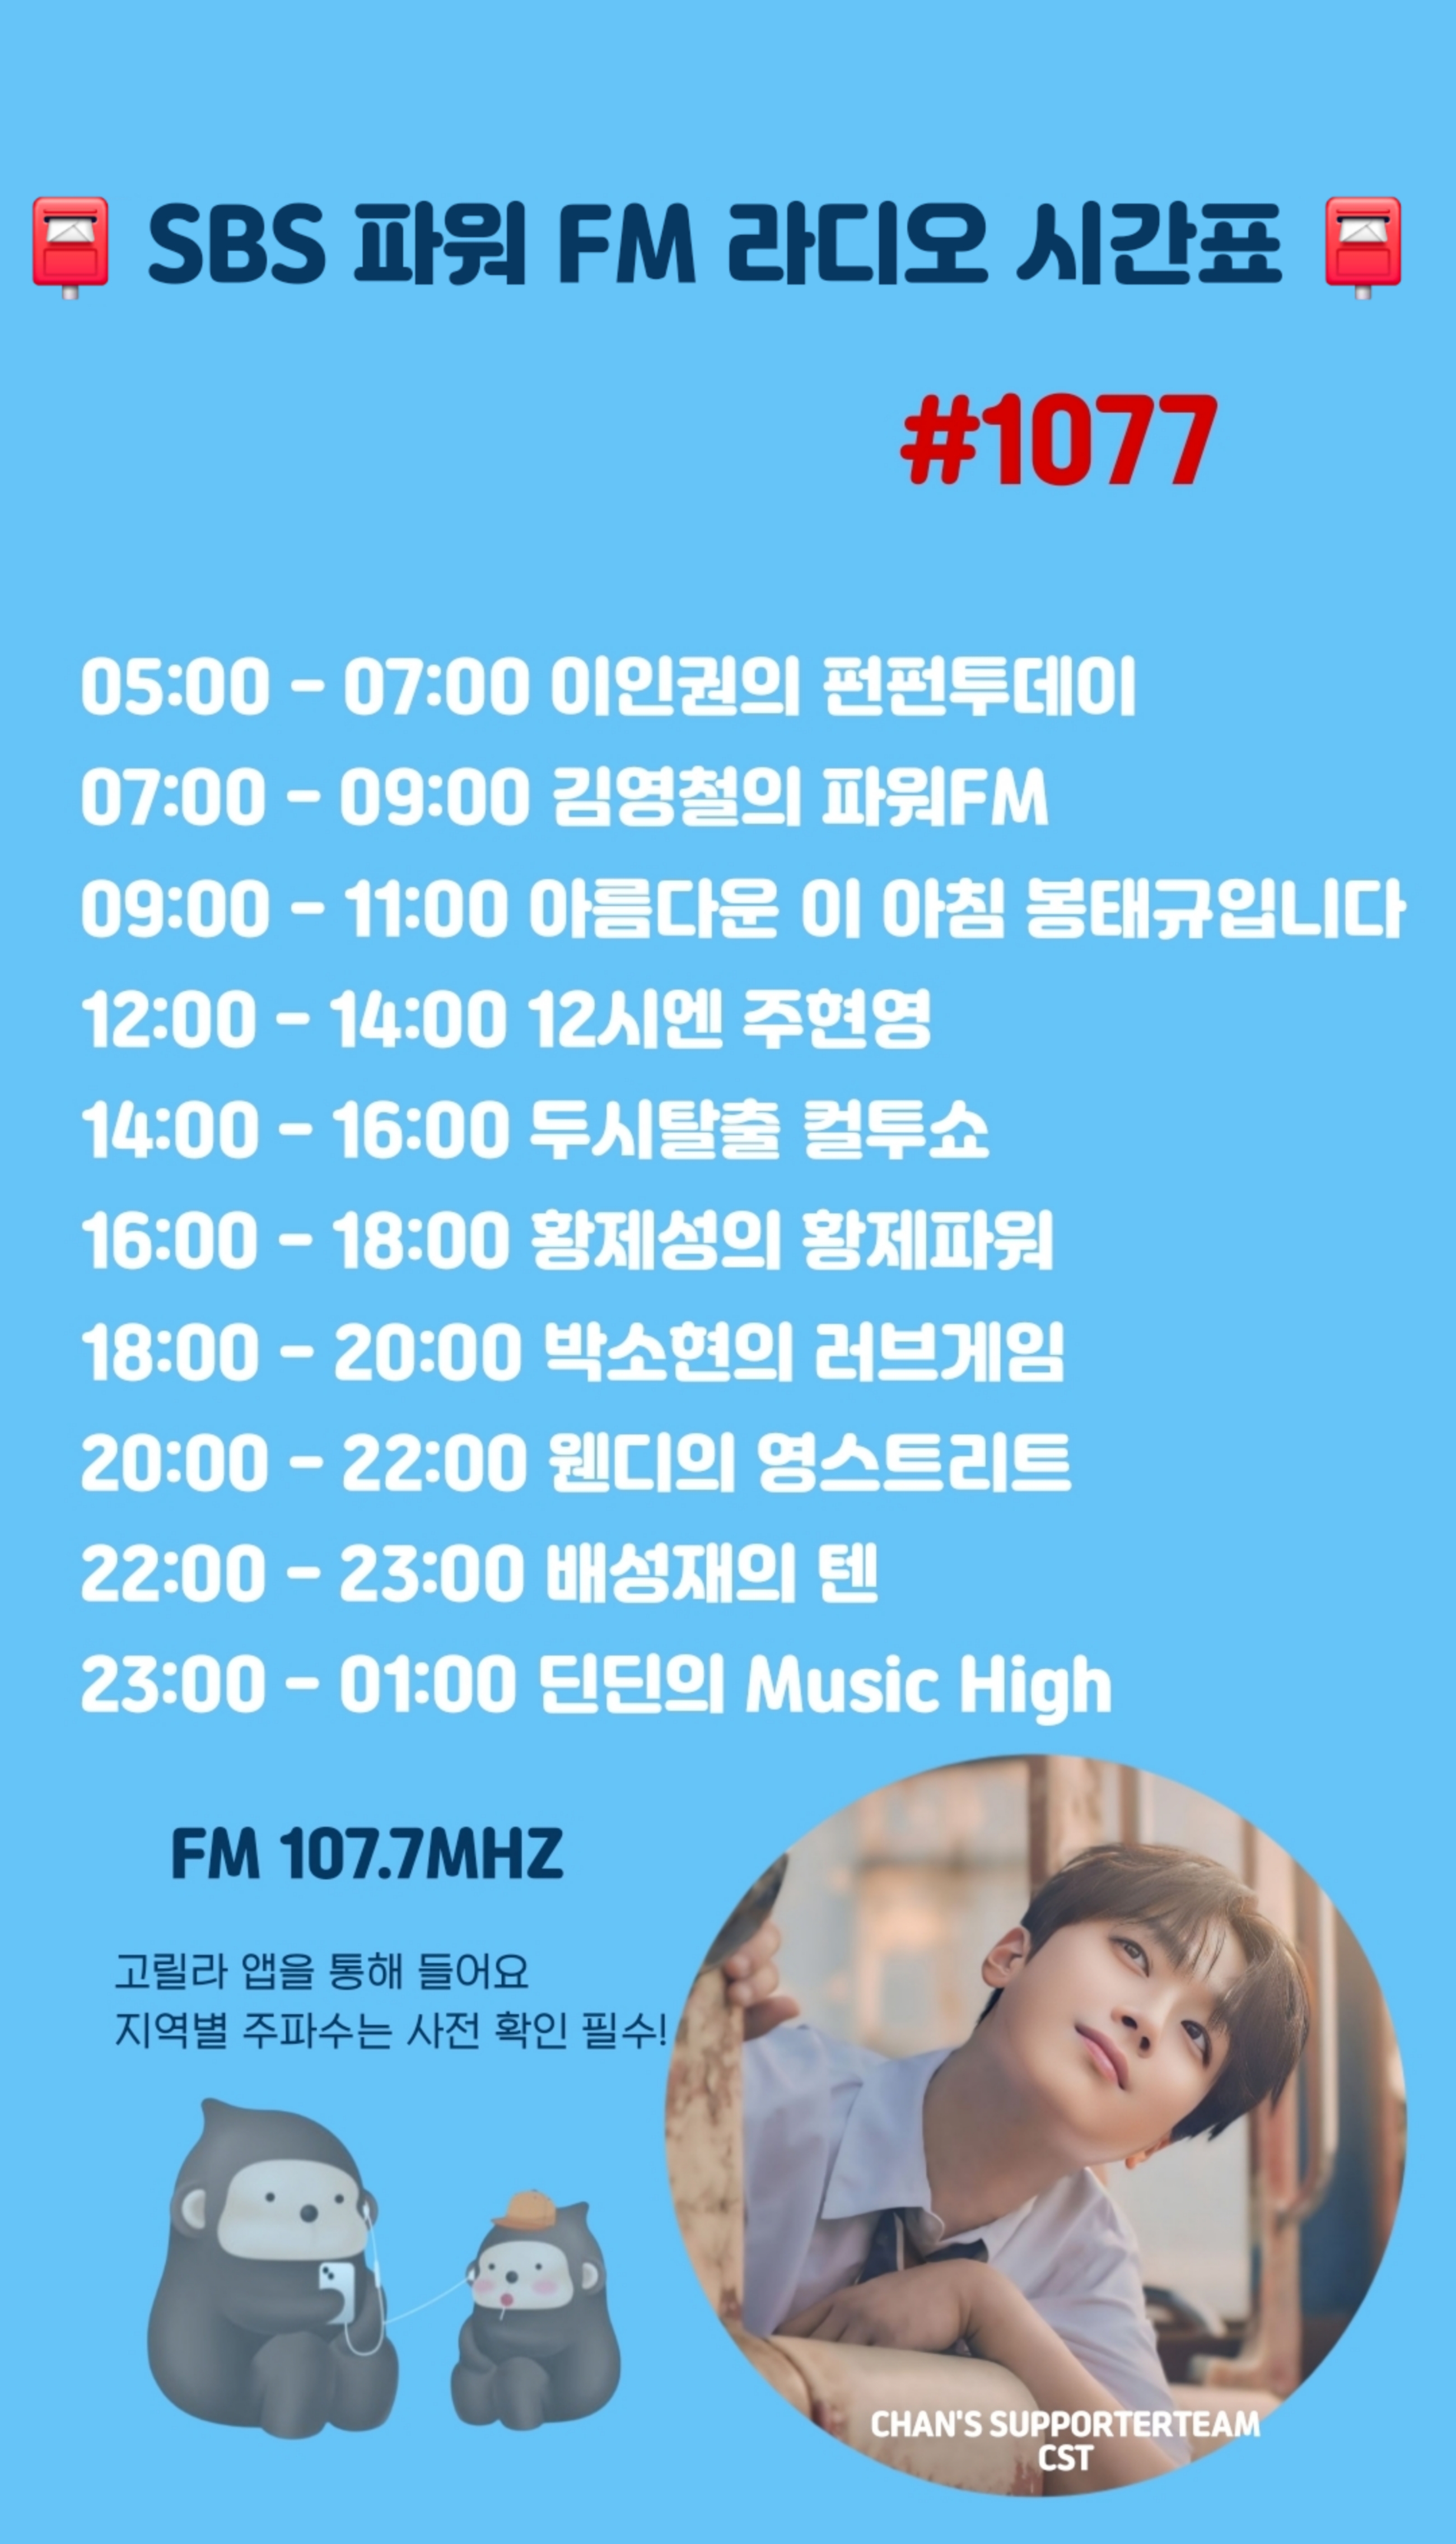 SBS 파워 FM 라디오 시간표
#1077
05:00 - 07:00 이인권의 펀펀투데이
07:00 - 09:00 김영철의 파워FM
09:00 - 11:00 아름다운 이 아침 봉태규입니다
12:00 - 14:00 12시엔 주현영
14:00 - 16:00 두시탈출 컬투쇼
16:00 - 18:00 황제성의 황제파워
18:00 - 20:00 박소현의 러브게임
20:00 - 22:00 웬디의 영스트리트
22:00 - 23:00 배성재의 텐
23:00 - 01:00 딘딘의 Music High
FM 107.7MHZ
고릴라 앱을 통해 들어요
지역별 주파수는 사전 확인 필수!
CHAN'S SUPPORTERTEAM
CST